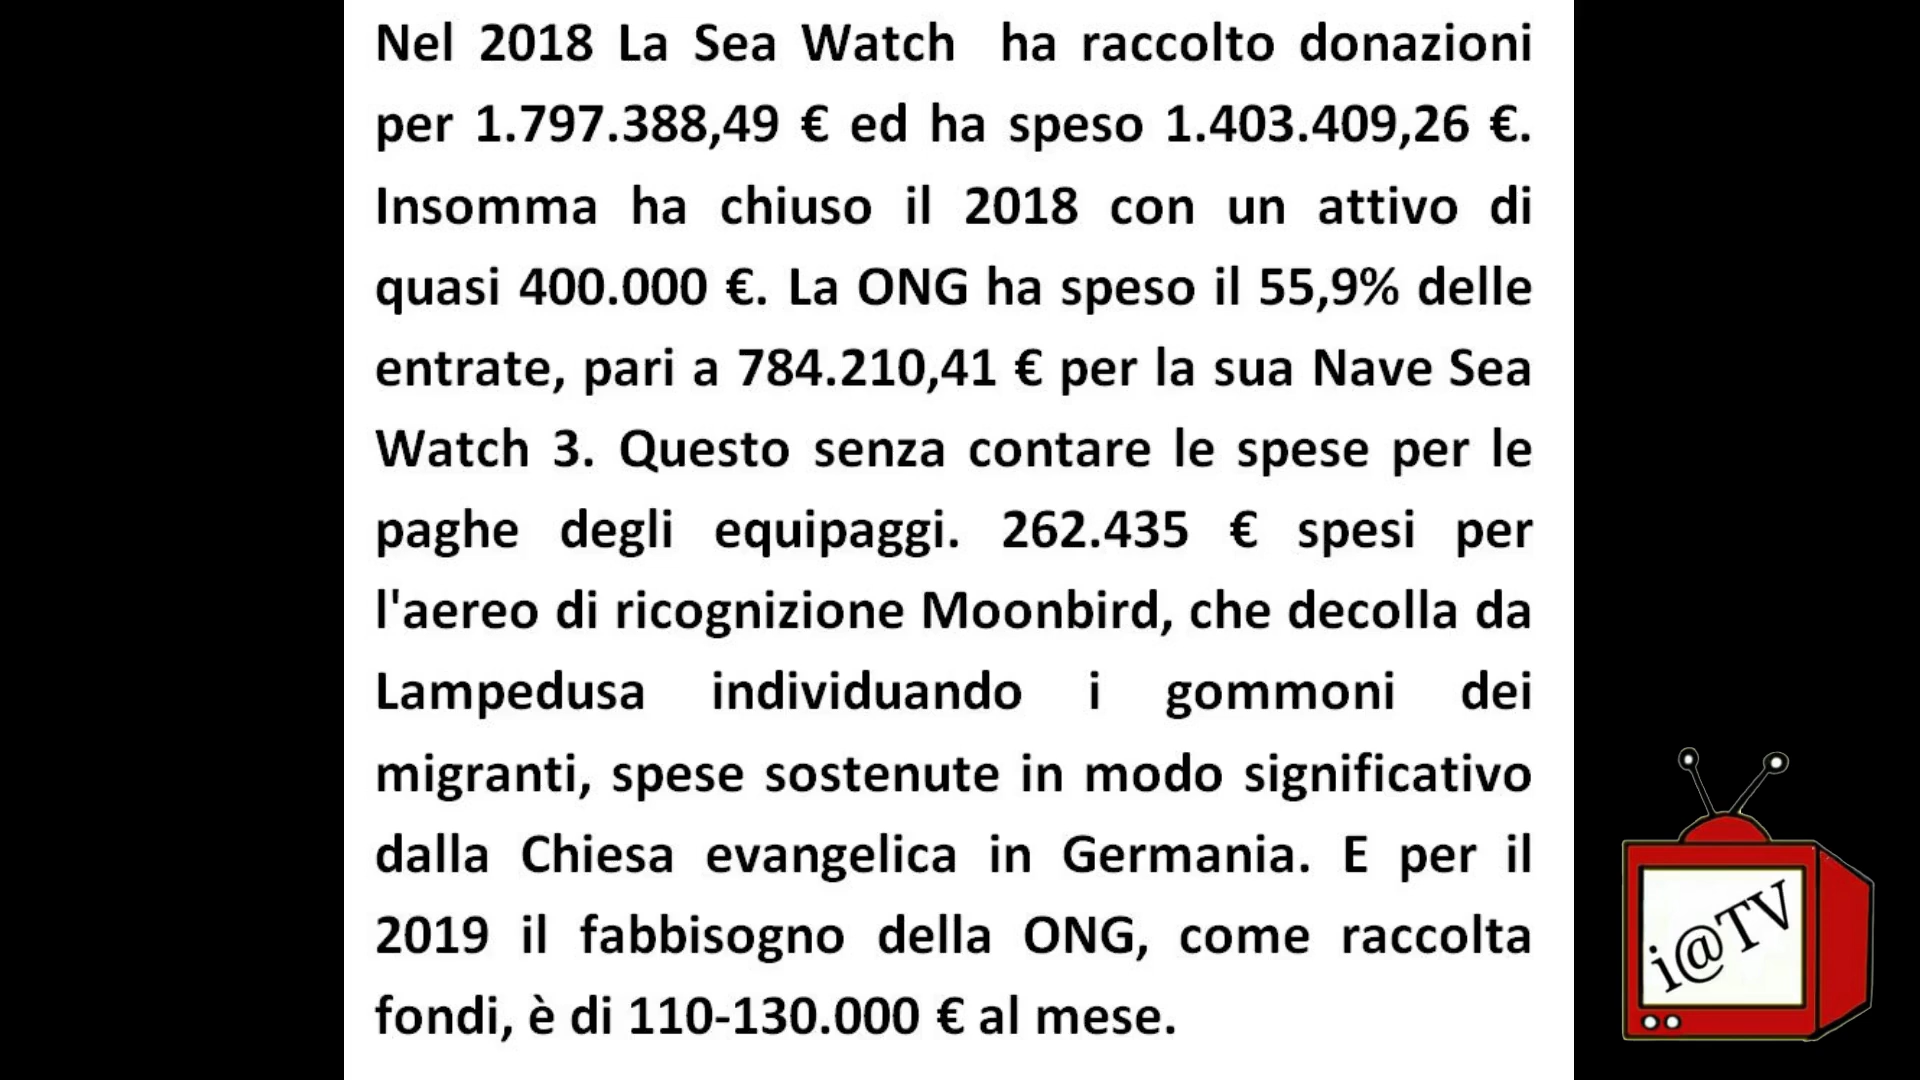 Nel 2018 La Sea Watch ha raccolto donazioni
per 1.797.388,49 € ed ha speso 1.403.409,26 €.
Insomma ha chiuso il 2018 con un attivo di
quasi 400.000 €. La ONG ha speso il 55,9% delle
entrate, pari a 784.210,41 € per la sua Nave Sea
Watch 3. Questo senza contare le spese per le
paghe degli equipaggi. 262.435 € spesi per
l'aereo di ricognizione Moonbird, che decolla da
Lampedusa individuando i gommoni dei
migranti, spese sostenute in modo significativo
dalla Chiesa evangelica in Germania. E per il
2019 il fabbisogno della ONG, come raccolta
fondi, è di 110-130.000 € al mese.
i@TV